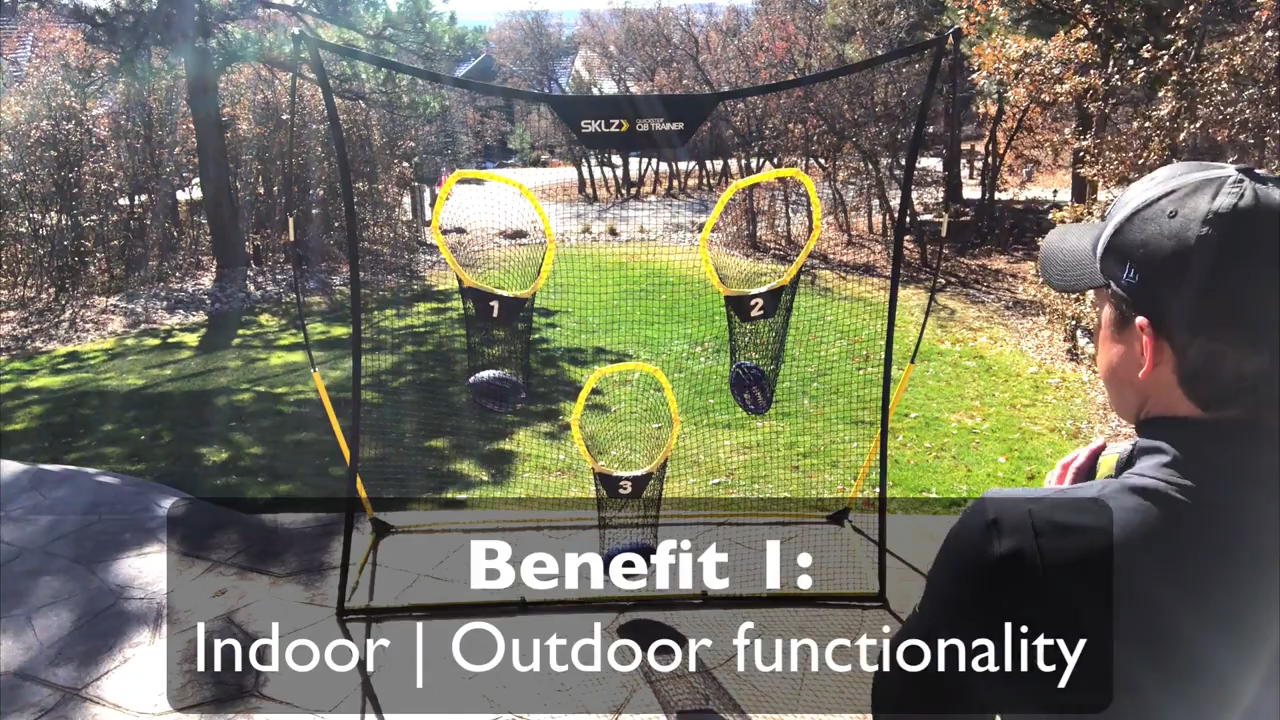 SKLZ QUICKSTER
QB TRAINER
1
2
3
Benefit 1:
Indoor | Outdoor functionality